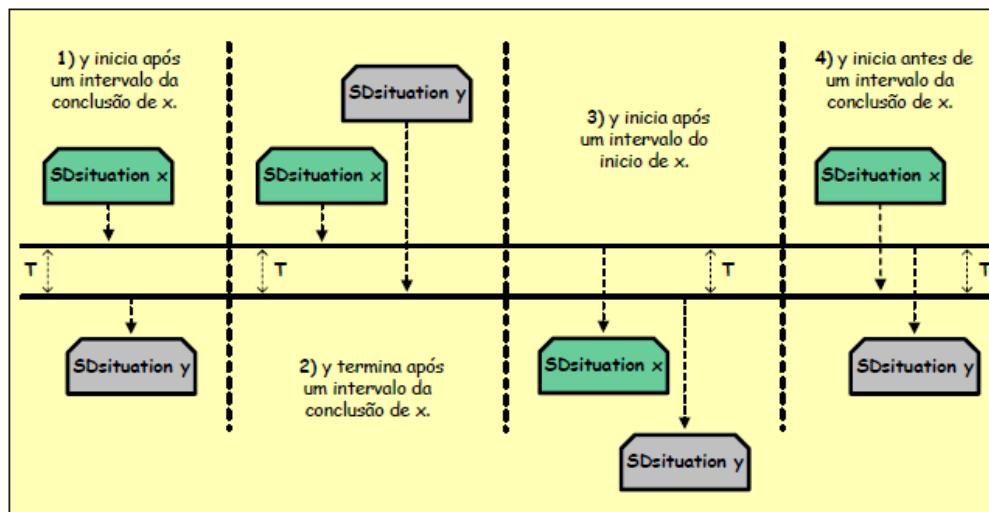 1) y inicia após
um intervalo da
conclusão de x.
SDsituation x
T
SDsituation y
SDsituation y
SDsituation x
T
2) y termina após
um intervalo da
conclusão de x.
3) y inicia após
um intervalo do
inicio de x.
T
SDsituation x
SDsituation y
4) y inicia antes de
um intervalo da
conclusão de x.
SDsituation x
T
SDsituation y